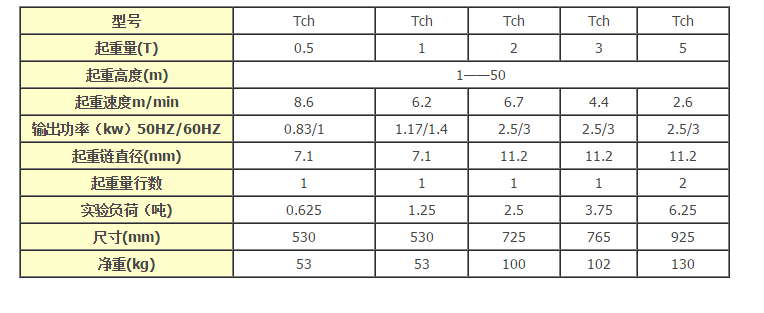 型号 Tch Tch Tch Tch Tch
起重量(T) 0.5 1 2 3 5
起重高度(m) 1——50
起重速度m/min 8.6 6.2 6.7 4.4 2.6
输出功率（kw）50HZ/60HZ 0.83/1 1.17/1.4 2.5/3 2.5/3 2.5/3
起重链直径(mm) 7.1 7.1 11.2 11.2 11.2
起重量行数 1 1 1 1 2
实验负荷（吨) 0.625 1.25 2.5 3.75 6.25
尺寸(mm) 530 530 725 765 925
净重(kg) 53 53 100 102 130